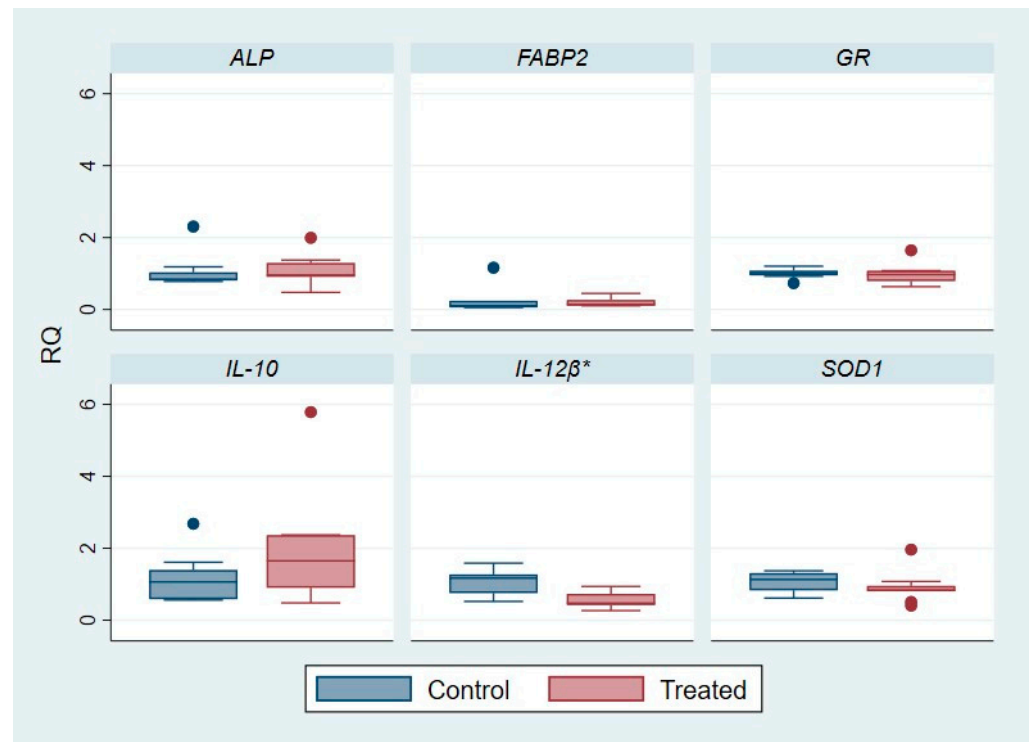 ALP FABP2 GR
6
4
2
0
RQ
IL-10 IL-12β* SOD1
6
4
2
0
Control Treated